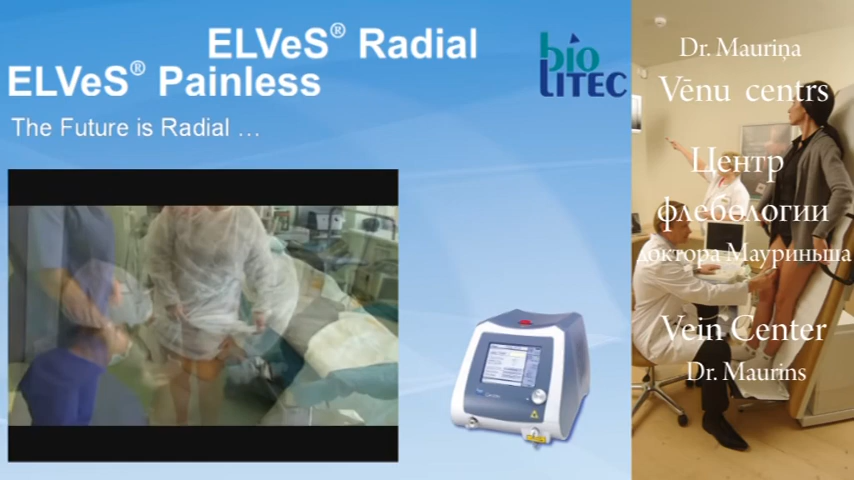 ELVeS® Radial
ELVeS® Painless
The Future is Radial ...
bio
LITEC
Dr. Mauriņa
Vēnu centrs
Центр
флебологии
доктора Мауриньша
Vein Center
Dr. Maurins